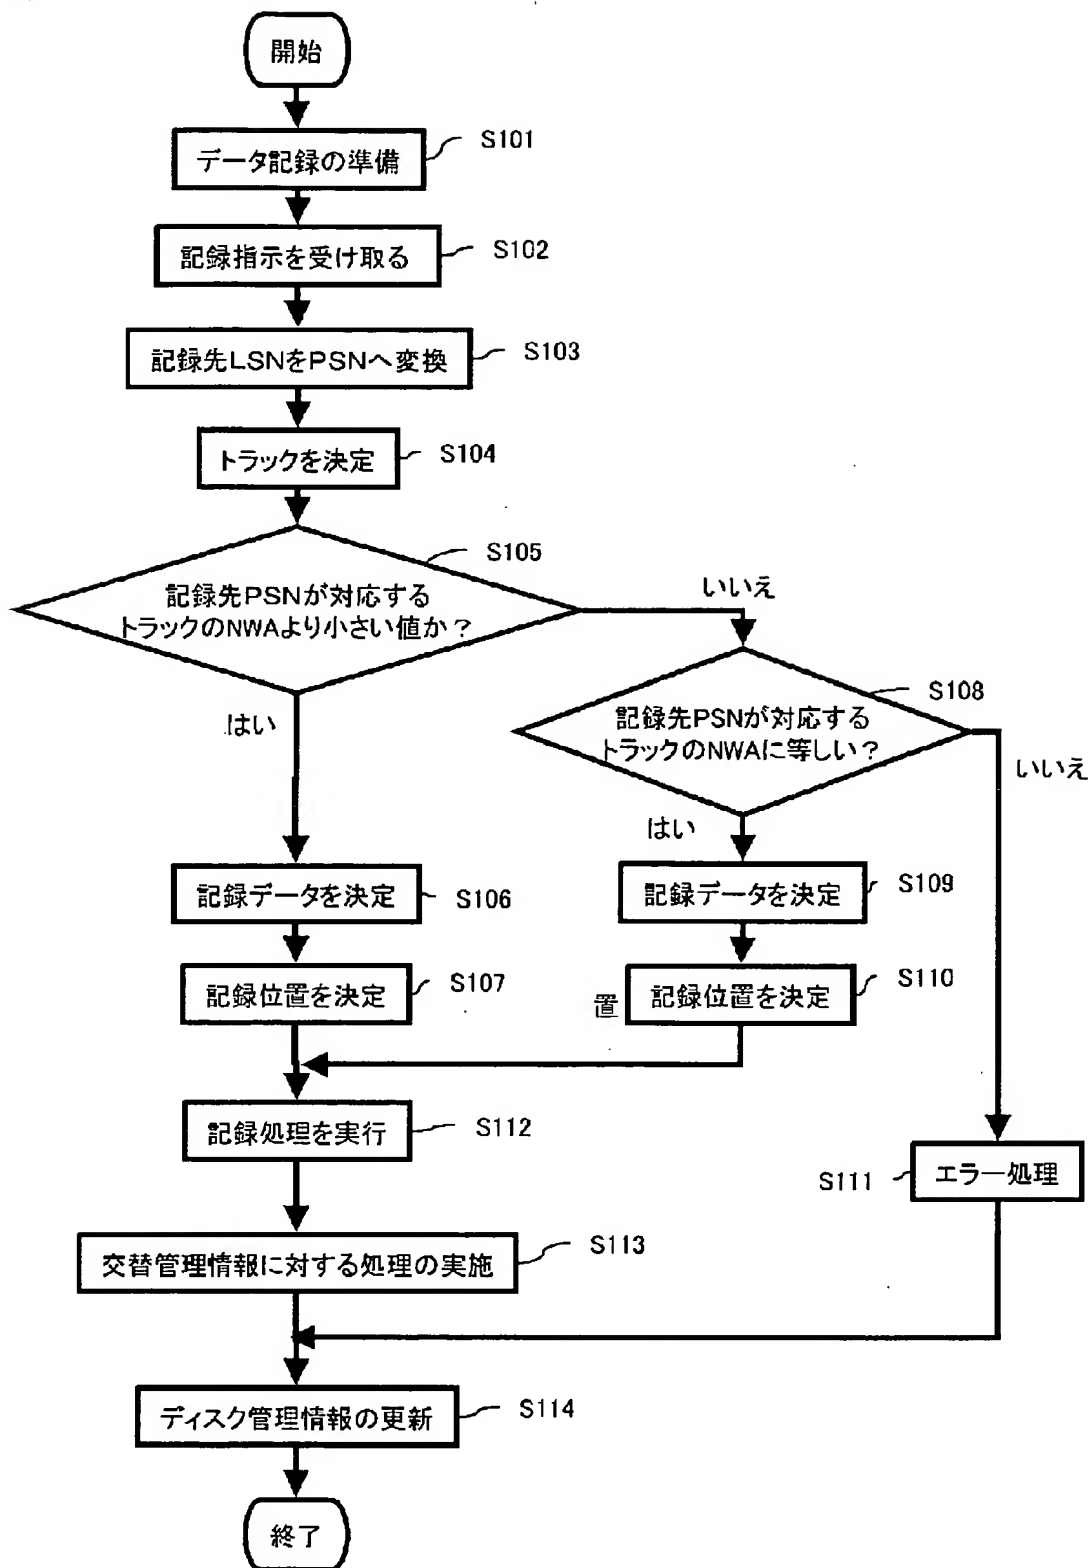 開始
データ記録の準備
S101
記録指示を受け取る
S102
記録先LSNをPSNへ変換
S103
トラックを決定
S104
S105
記録先PSNが対応する
トラックのNWAより小さい値か?
いいえ
はい
S108
記録先PSNが対応する
トラックのNWAに等しい?
いいえ
はい
記録データを決定
S106
記録データを決定
S109
記録位置を決定
S107
置
記録位置を決定
S110
記録処理を実行
S112
S111
エラー処理
交替管理情報に対する処理の実施
S113
ディスク管理情報の更新
S114
終了